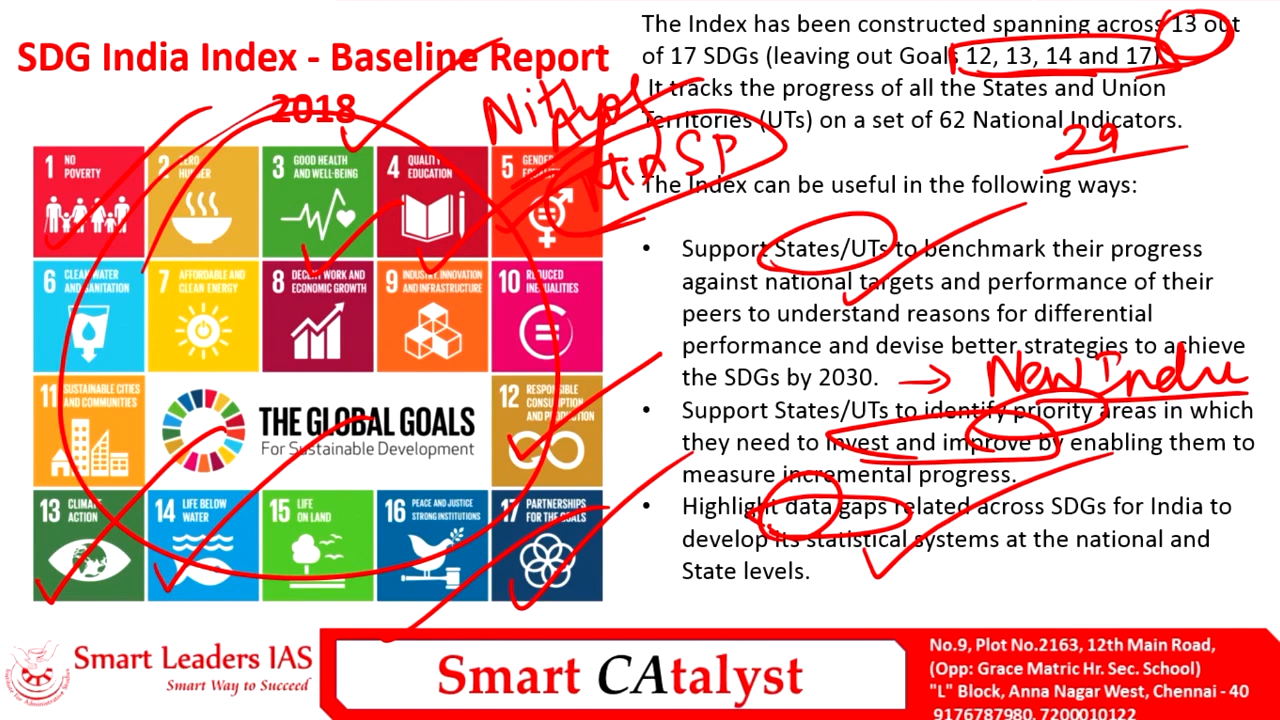 SDG India Index - Baseline Report
2018
1 NO
POVERTY
2 ZERO
HUNGER
3 GOOD HEALTH
AND WELL-BEING
4 QUALITY
EDUCATION
5 GENDER
EQUALITY
6 CLEAN WATER
AND SANITATION
7 AFFORDABLE AND
CLEAN ENERGY
8 DECENT WORK AND
ECONOMIC GROWTH
9 INDUSTRY, INNOVATION
AND INFRASTRUCTURE
10 REDUCED
INEQUALITIES
11 SUSTAINABLE CITIES
AND COMMUNITIES
THE GLOBAL GOALS
For Sustainable Development
12 RESPONSIBLE
CONSUMPTION
AND PRODUCTION
13 CLIMATE
ACTION
14 LIFE BELOW
WATER
15 LIFE
ON LAND
16 PEACE AND JUSTICE
STRONG INSTITUTIONS
17 PARTNERSHIPS
FOR THE GOALS
Niti
The Index has been constructed spanning across 13 out
of 17 SDGs (leaving out Goals 12, 13, 14 and 17)
It tracks the progress of all the States and Union
Territories (UTs) on a set of 62 National Indicators.
29
The Index can be useful in the following ways:
• Support States/UTs to benchmark their progress
against national targets and performance of their
peers to understand reasons for differential
performance and devise better strategies to achieve
the SDGs by 2030. → New India
• Support States/UTs to identify priority areas in which
they need to invest and improve by enabling them to
measure incremental progress.
• Highlight data gaps related across SDGs for India to
develop its statistical systems at the national and
State levels.
Smart Leaders IAS
Smart Way to Succeed
Smart CAtalyst
No.9, Plot No.2163, 12th Main Road,
(Opp: Grace Matric Hr. Sec. School)
"L" Block, Anna Nagar West, Chennai - 40
9176787980, 7200010122